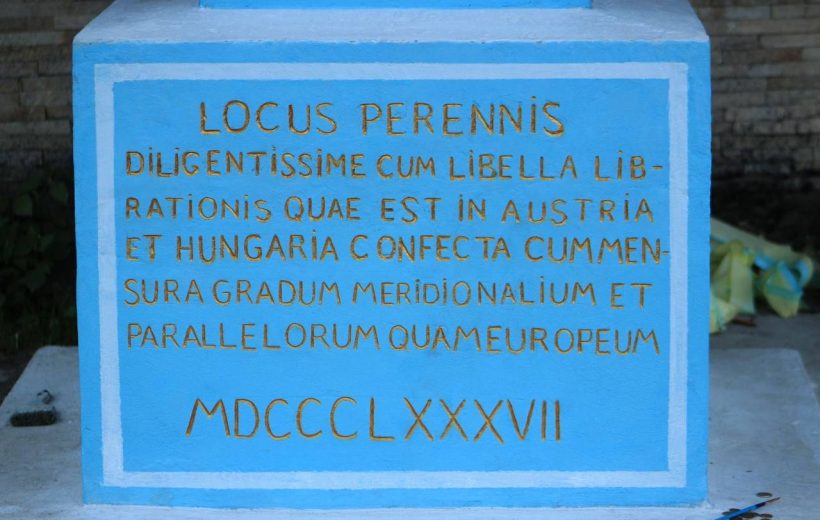 LOCUS PERENNIS
DILIGENTISSIME CUM LIBELLA LIB-
RATIONIS QUAE EST IN AUSTRIA
ET HUNGARIA CONFECTA CUMMEN-
SURA GRADUM MERIDIONALIUM ET
PARALLELORUM QUAMEUROPEUM
MDCCCLXXXVII